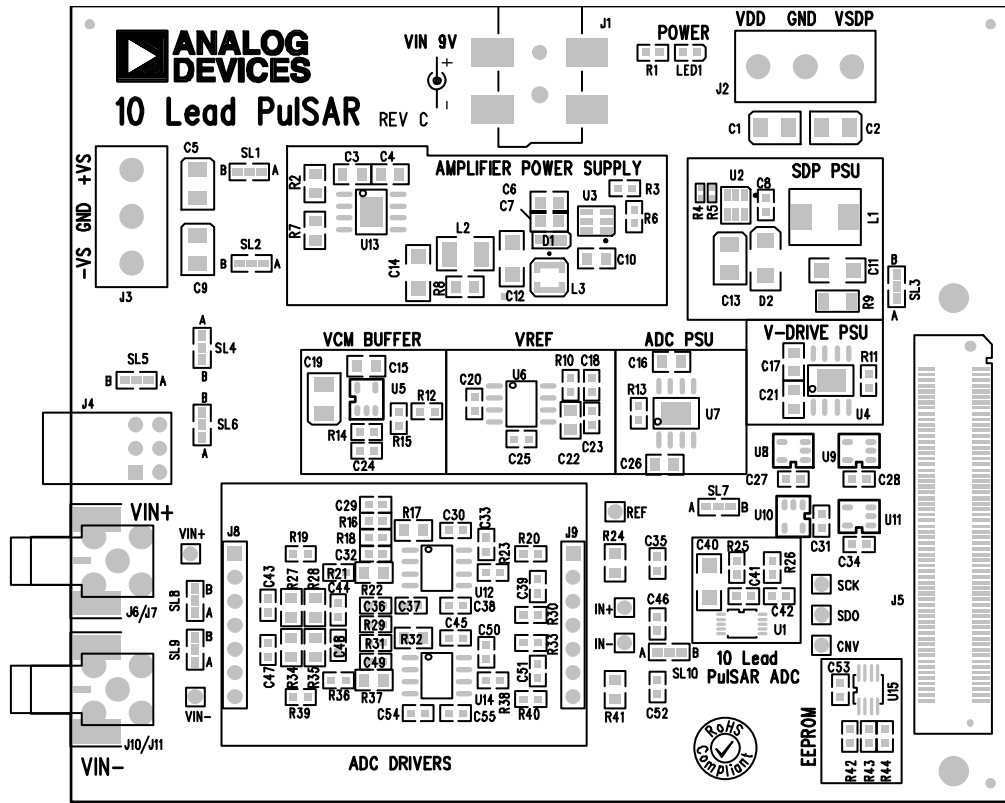 ANALOG
DEVICES
10 Lead PulSAR REV C
VIN 9V
+
-
J1
POWER
R1 LED1
VDD GND VSDP
J2
C1 C2
-VS GND +VS
J3
C5
B SL1 A
C9
B SL2 A
AMPLIFIER POWER SUPPLY
R2 C3 C4
R7 U13
C14 L2 R8
C6
C7
D1 U3
R3
R6
C10
C12 L3
SDP PSU
R4 R5 U2 C8
L1
C13 D2 C11
R9
B
SL3
A
A
SL4
B
B SL5 A
B
SL6
A
J4
VCM BUFFER
C19 C15
U5 R12
R14 R15
C24
VREF
C20 U6 R10 C18
C25 C22 C23
ADC PSU
C16
R13 U7
C26
V-DRIVE PSU
C17 R11
C21 U4
U8 U9
C27 C28
A SL7 B
U10 C31 U11
C34
VIN+
VIN+
J6/J7
SL8 B A
SL9 B A
VIN-
J10/J11
VIN-
J8
J9
C29 R17 C30 C33
R16
R18
R19 C32 R23 R20
R21
C43 R27 R28 C44 R22 U12 C39
C36 C37 C38
R29 R30
R31 R32 C45 R33
C47 C48 C49 C50 C51
R34 R35 R36 R37 U14 R38
R39 C54 C55 R40
ADC DRIVERS
REF
R24 C35
IN+
IN-
C46
A SL10 B
R41 C52
C40 R25 R26
C41
C42
U1
10 Lead
PulSAR ADC
SCK
SDO
CNV
J5
RoHS
Compliant
EEPROM
C53 U15
R42 R43 R44